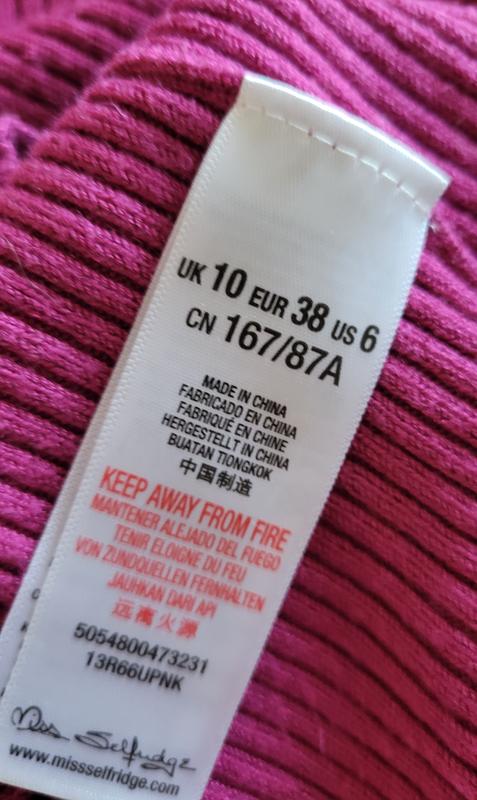 UK 10 EUR 38 US 6
CN 167/87A
MADE IN CHINA
FABRICADO EN CHINA
FABRIQUÉ EN CHINE
HERGESTELLT IN CHINA
BUATAN TIONGKOK
中国制造
KEEP AWAY FROM FIRE
MANTENER ALEJADO DEL FUEGO
TENIR ELOIGNE DU FEU
VON ZUNDQUELLEN FERNHALTEN
JAUHKAN DARI API
远离火源
5054800473231
13R66UPNK
Miss Selfridge
www.missselfridge.com